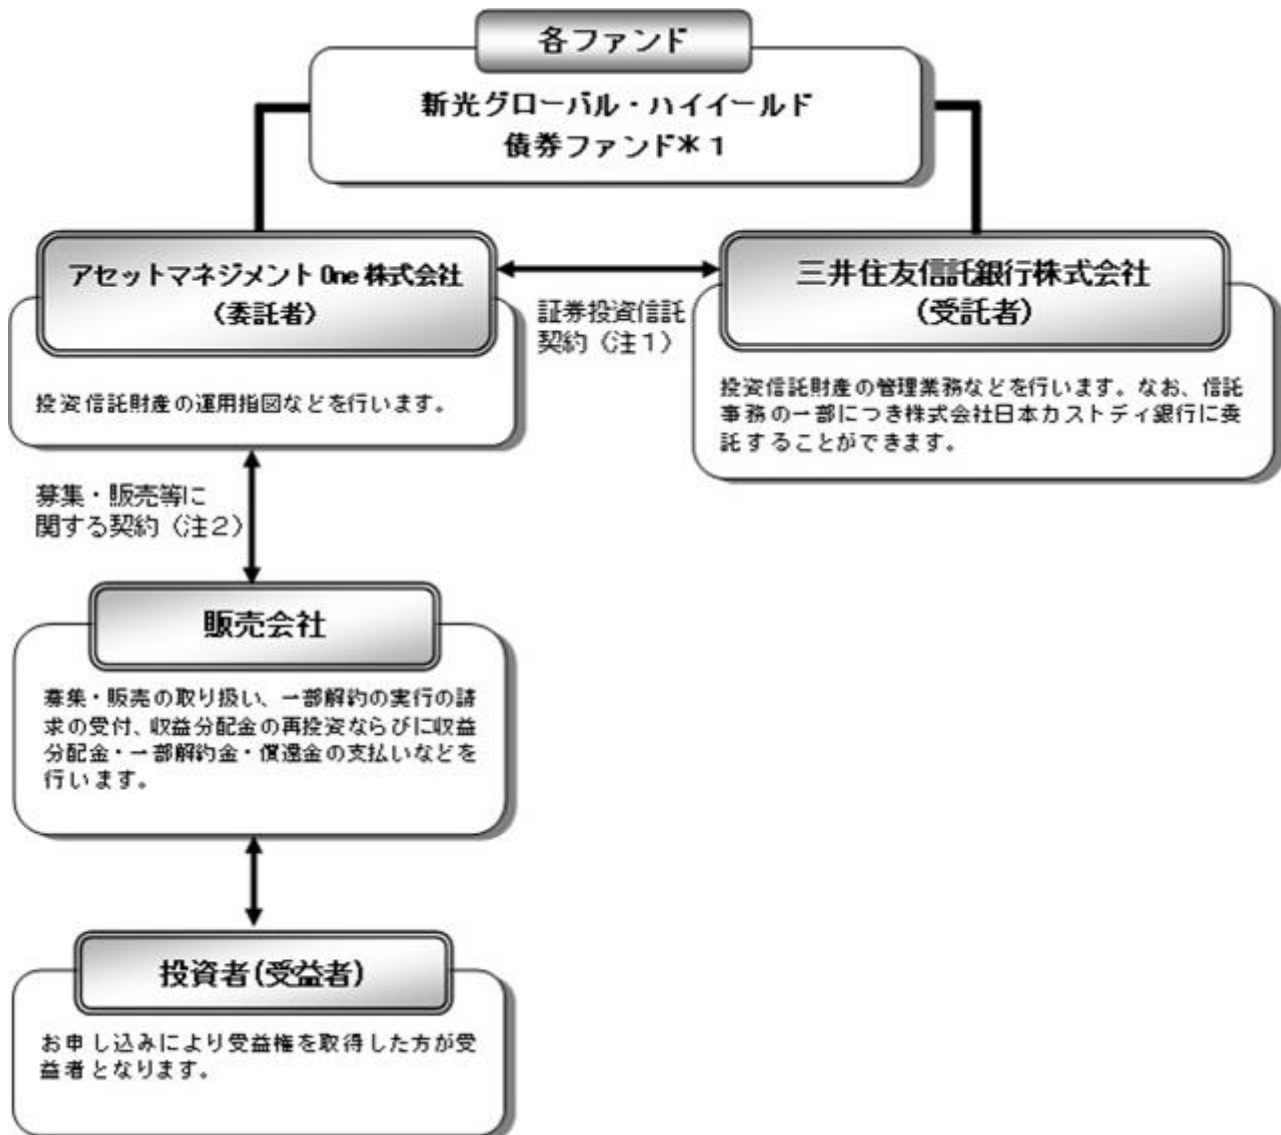 各ファンド
新光グローバル・ハイイールド
債券ファンド＊１
アセットマネジメント One 株式会社
（委託者）
投資信託財産の運用指図などを行います。
証券投資信託
契約（注１）
三井住友信託銀行株式会社
（受託者）
投資信託財産の管理業務などを行います。なお、信託
事務の一部につき株式会社日本カストディ銀行に委
託することができます。
募集・販売等に
関する契約（注２）
販売会社
募集・販売の取り扱い、一部解約の実行の請
求の受付、収益分配金の再投資ならびに収益
分配金・一部解約金・償還金の支払いなどを
行います。
投資者(受益者)
お申し込みにより受益権を取得した方が受
益者となります。